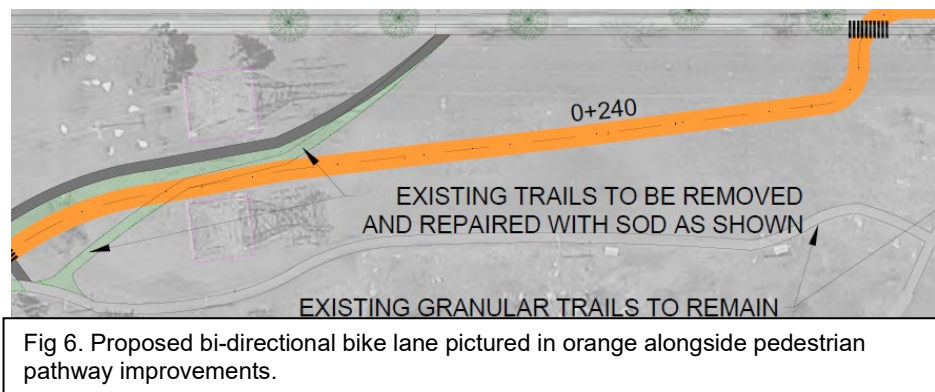 0+240
EXISTING TRAILS TO BE REMOVED
AND REPAIRED WITH SOD AS SHOWN
EXISTING GRANULAR TRAILS TO REMAIN
Fig 6. Proposed bi-directional bike lane pictured in orange alongside pedestrian
pathway improvements.